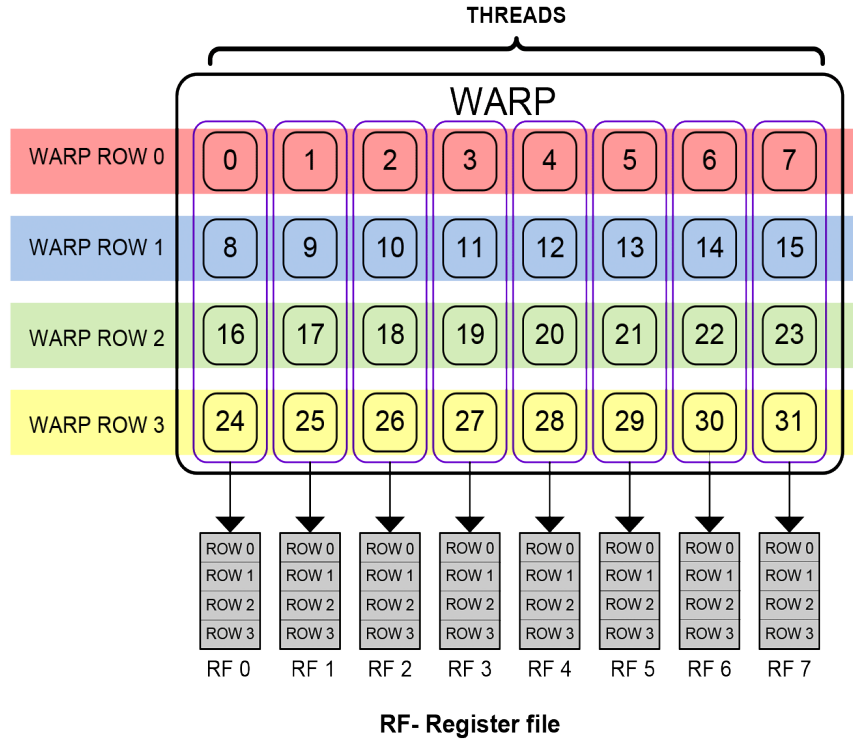 THREADS
WARP
WARP ROW 0 0 1 2 3 4 5 6 7
WARP ROW 1 8 9 10 11 12 13 14 15
WARP ROW 2 16 17 18 19 20 21 22 23
WARP ROW 3 24 25 26 27 28 29 30 31
ROW 0 ROW 0 ROW 0 ROW 0 ROW 0 ROW 0 ROW 0 ROW 0
ROW 1 ROW 1 ROW 1 ROW 1 ROW 1 ROW 1 ROW 1 ROW 1
ROW 2 ROW 2 ROW 2 ROW 2 ROW 2 ROW 2 ROW 2 ROW 2
ROW 3 ROW 3 ROW 3 ROW 3 ROW 3 ROW 3 ROW 3 ROW 3
RF 0 RF 1 RF 2 RF 3 RF 4 RF 5 RF 6 RF 7
RF- Register file